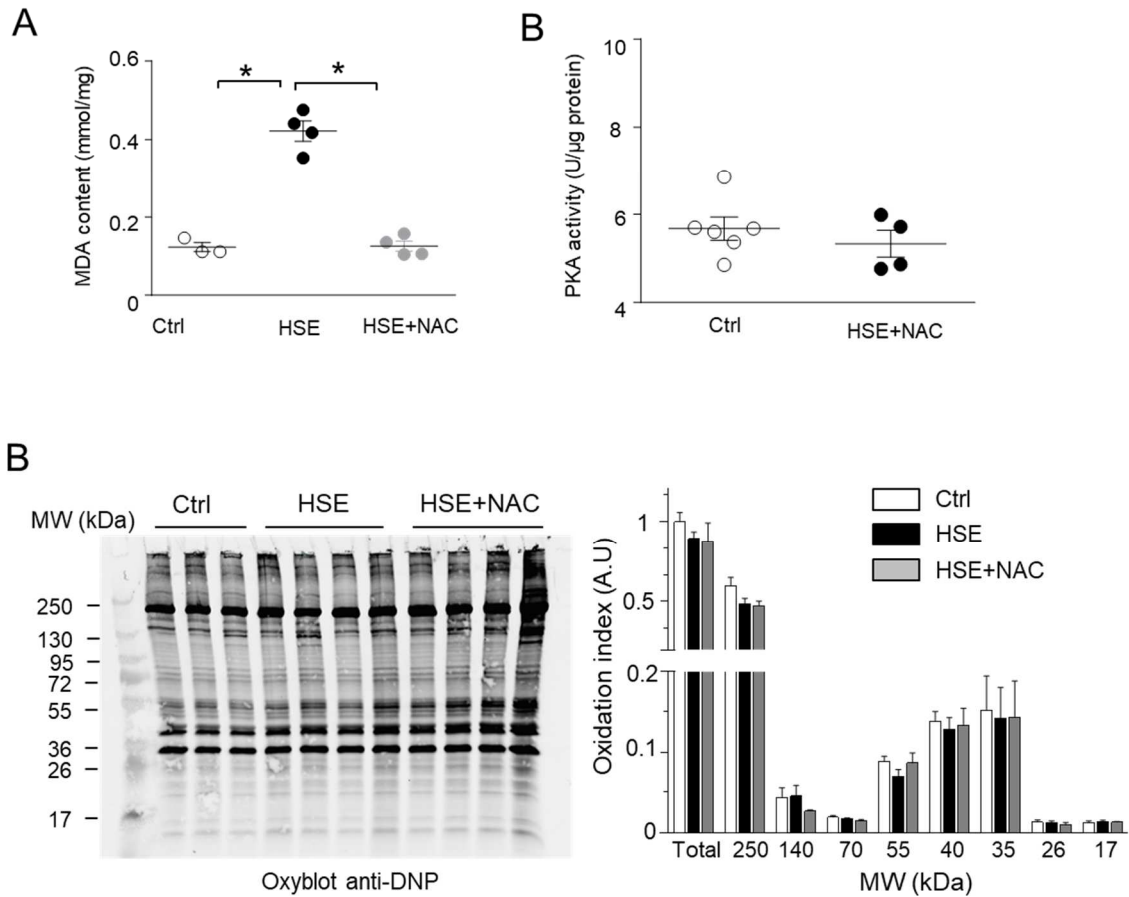 A
MDA content (mmol/mg)
0.6
0.4
0.2
0
* *
Ctrl HSE HSE+NAC
B
PKA activity (U/µg protein)
10
8
6
4
Ctrl HSE+NAC
B
MW (kDa) Ctrl HSE HSE+NAC
250
130
95
72
55
36
26
17
Oxyblot anti-DNP
Oxidation index (A.U)
1
0.5
0.2
0.1
0
Ctrl
HSE
HSE+NAC
Total 250 140 70 55 40 35 26 17
MW (kDa)